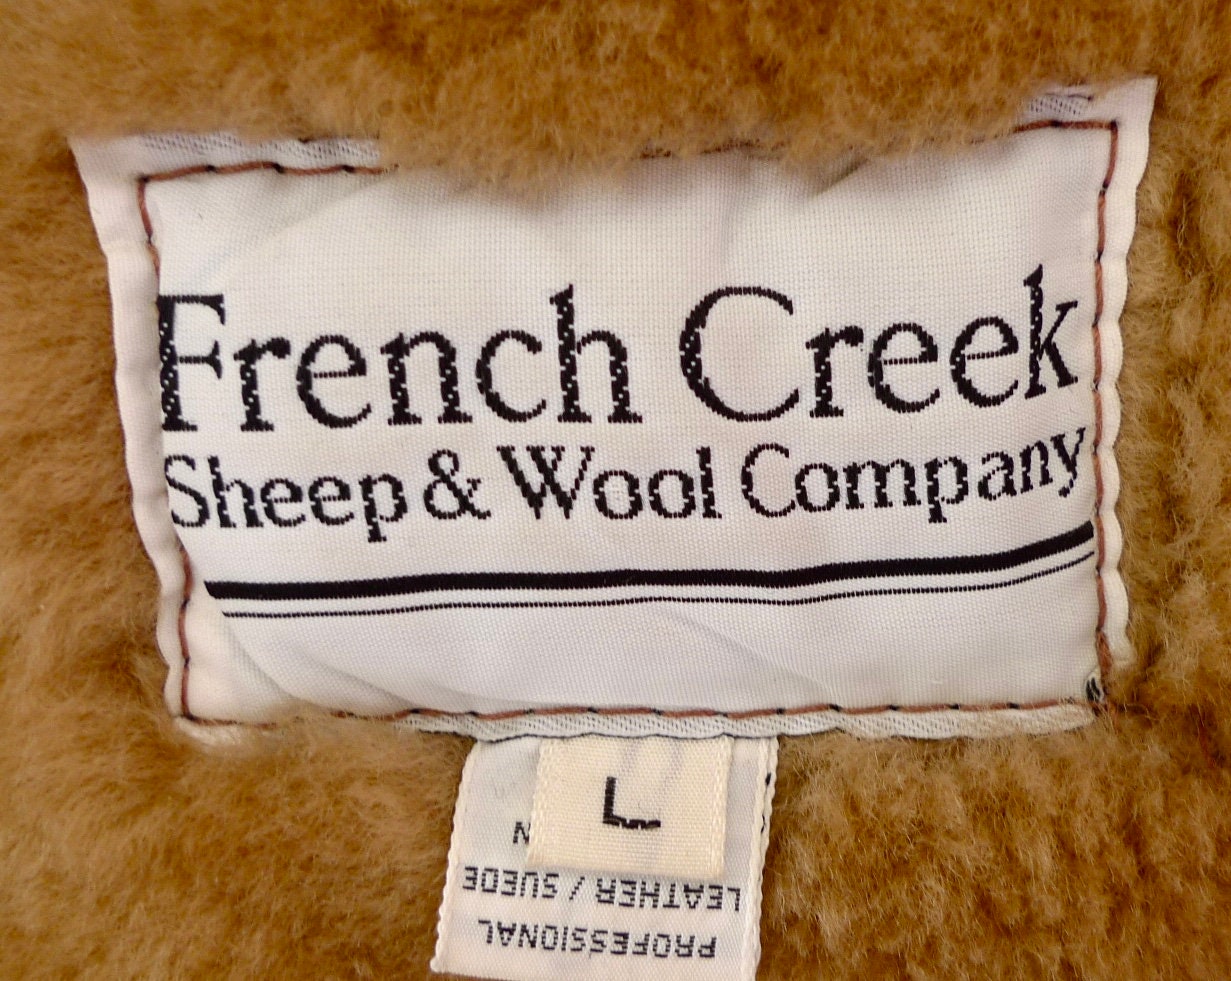 French Creek
Sheep & Wool Company
L
PROFESSIONAL
LEATHER / SUEDE